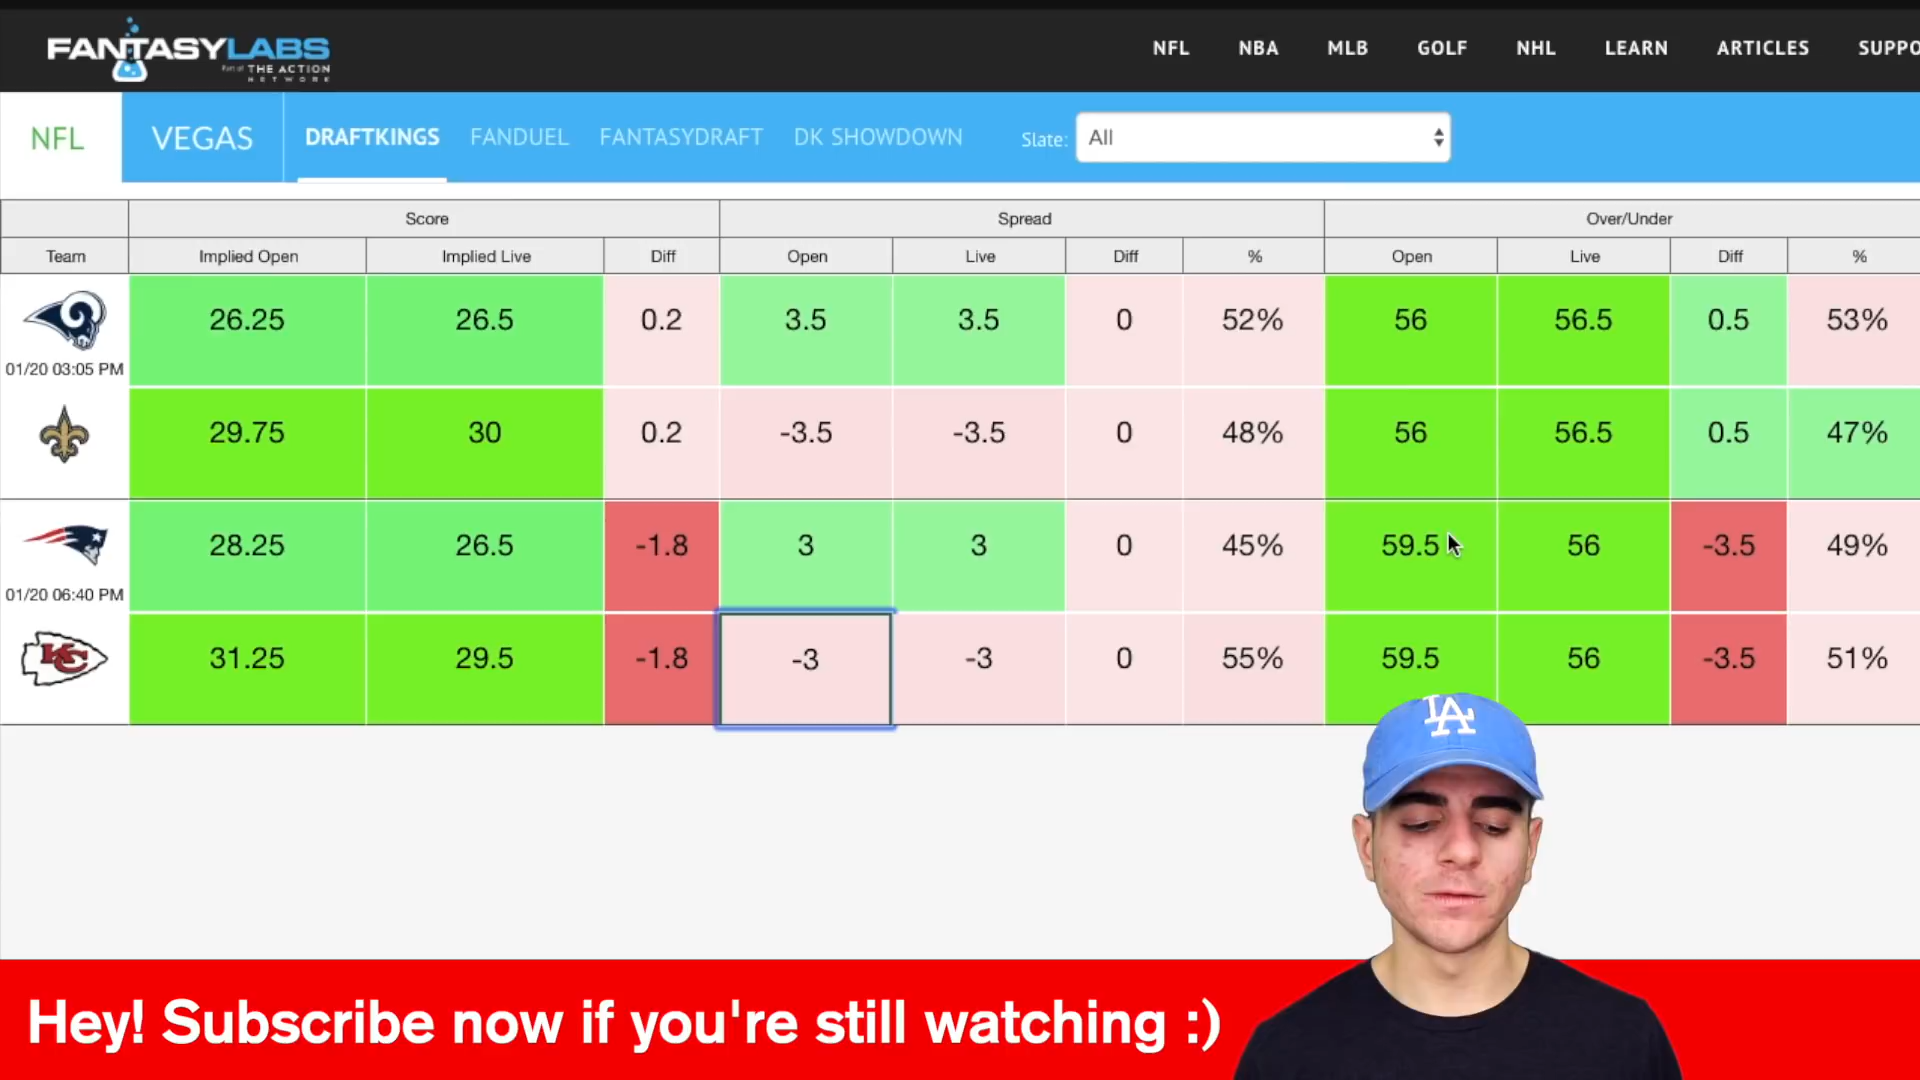 FANTASYLABS
Part of THE ACTION
NETWORK
NFL NBA MLB GOLF NHL LEARN ARTICLES SUPPO
NFL VEGAS DRAFTKINGS FANDUEL FANTASYDRAFT DK SHOWDOWN Slate: All
Score Spread Over/Under
Team Implied Open Implied Live Diff Open Live Diff % Open Live Diff %
26.25 26.5 0.2 3.5 3.5 0 52% 56 56.5 0.5 53%
01/20 03:05 PM
29.75 30 0.2 -3.5 -3.5 0 48% 56 56.5 0.5 47%
28.25 26.5 -1.8 3 3 0 45% 59.5 56 -3.5 49%
01/20 06:40 PM
KC 31.25 29.5 -1.8 -3 -3 0 55% 59.5 56 -3.5 51%
LA
Hey! Subscribe now if you're still watching :)